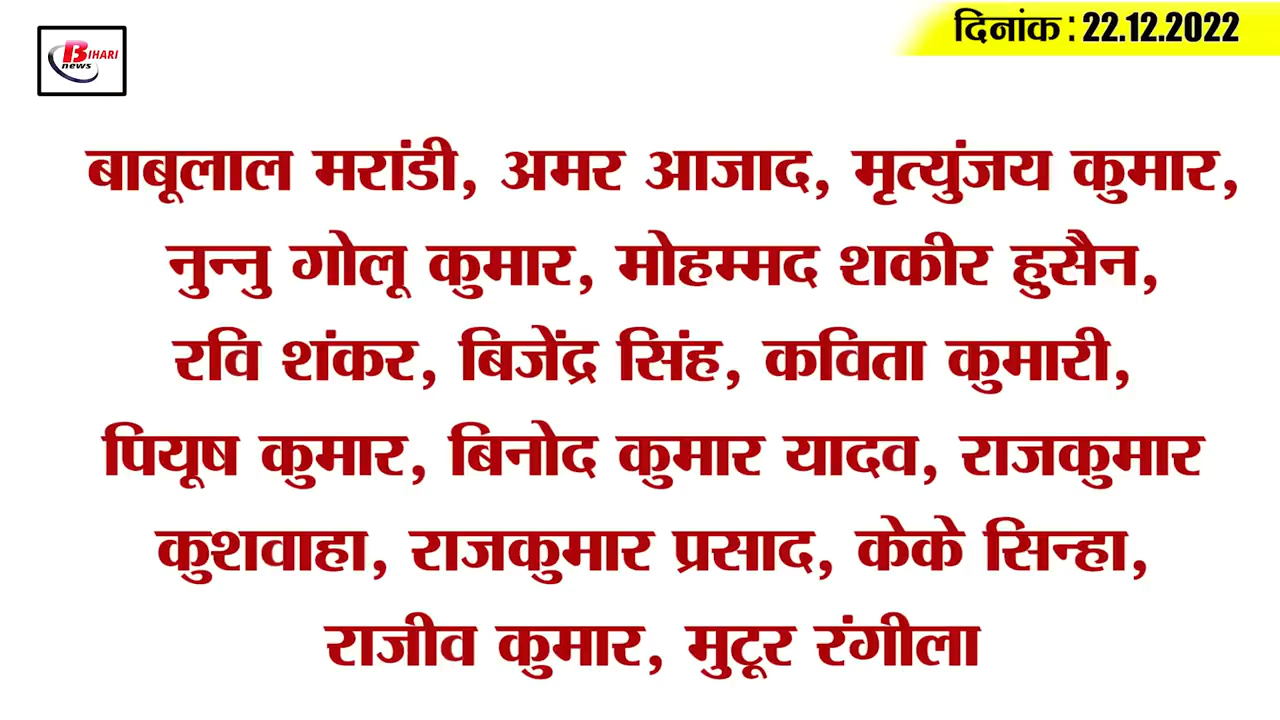 BIHARI
news
दिनांक : 22.12.2022
बाबूलाल मरांडी, अमर आजाद, मृत्युंजय कुमार,
नुन्नु गोलू कुमार, मोहम्मद शकीर हुसैन,
रवि शंकर, बिजेंद्र सिंह, कविता कुमारी,
पियूष कुमार, बिनोद कुमार यादव, राजकुमार
कुशवाहा, राजकुमार प्रसाद, केके सिन्हा,
राजीव कुमार, मुटूर रंगीला